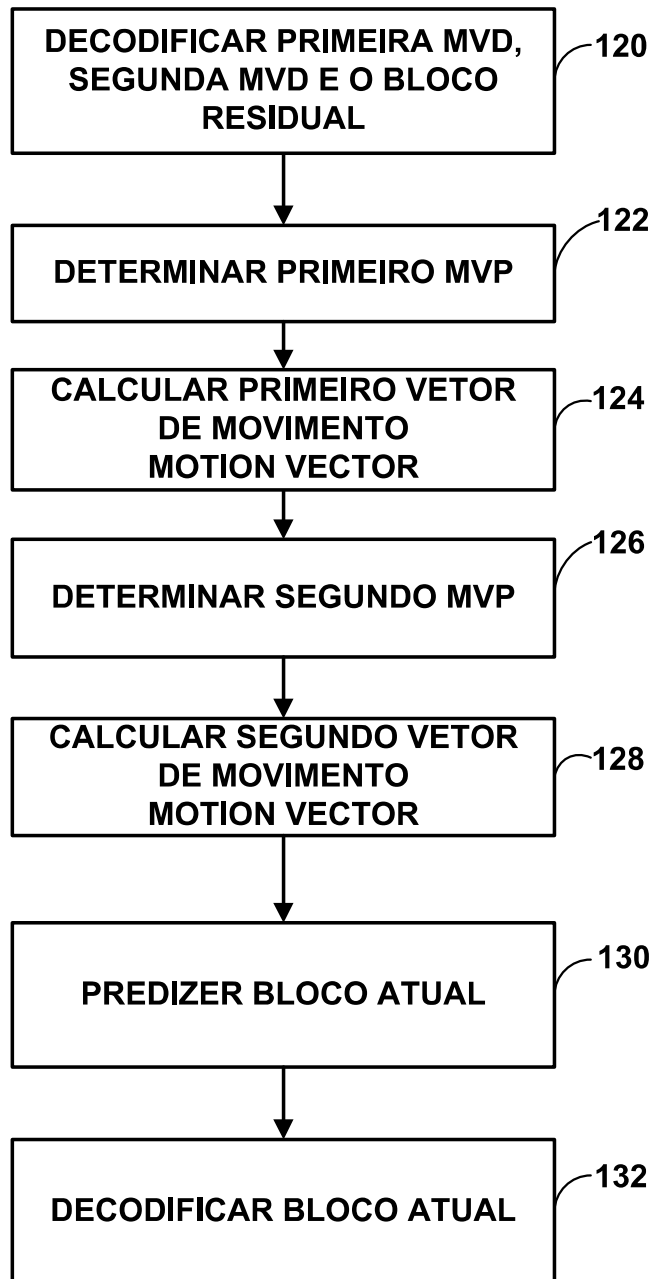 DECODIFICAR PRIMEIRA MVD,
SEGUNDA MVD E O BLOCO
RESIDUAL
120
DETERMINAR PRIMEIRO MVP
122
CALCULAR PRIMEIRO VETOR
DE MOVIMENTO
MOTION VECTOR
124
DETERMINAR SEGUNDO MVP
126
CALCULAR SEGUNDO VETOR
DE MOVIMENTO
MOTION VECTOR
128
PREDIZER BLOCO ATUAL
130
DECODIFICAR BLOCO ATUAL
132